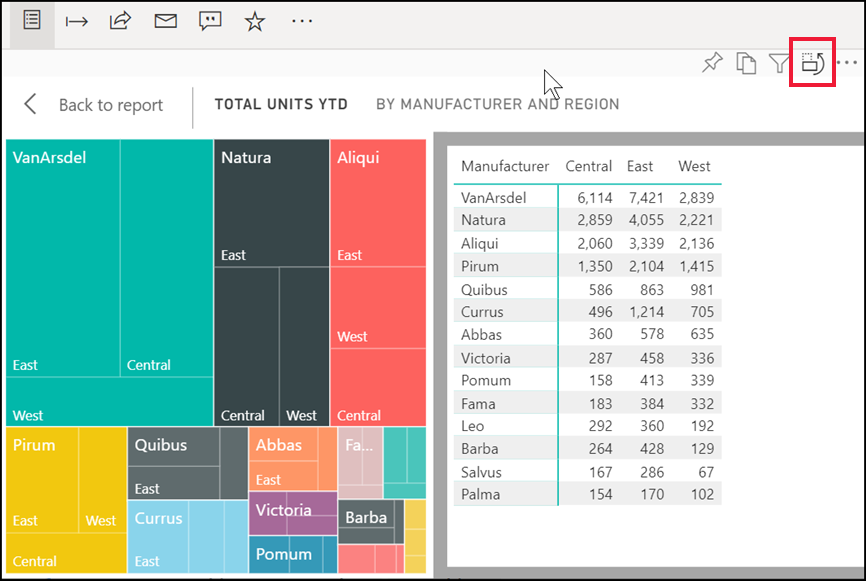 Back to report
TOTAL UNITS YTD
BY MANUFACTURER AND REGION
VanArsdel
East
Central
West
Natura
East
Central
West
Aliqui
East
West
Central
Pirum
East
West
Central
Quibus
East
Currus
East
Abbas
East
Victoria
Pomum
Fa...
Barba
Manufacturer Central East West
VanArsdel 6,114 7,421 2,839
Natura 2,859 4,055 2,221
Aliqui 2,060 3,339 2,136
Pirum 1,350 2,104 1,415
Quibus 586 863 981
Currus 496 1,214 705
Abbas 360 578 635
Victoria 287 458 336
Pomum 158 413 339
Fama 183 384 332
Leo 292 360 192
Barba 264 428 129
Salvus 167 286 67
Palma 154 170 102